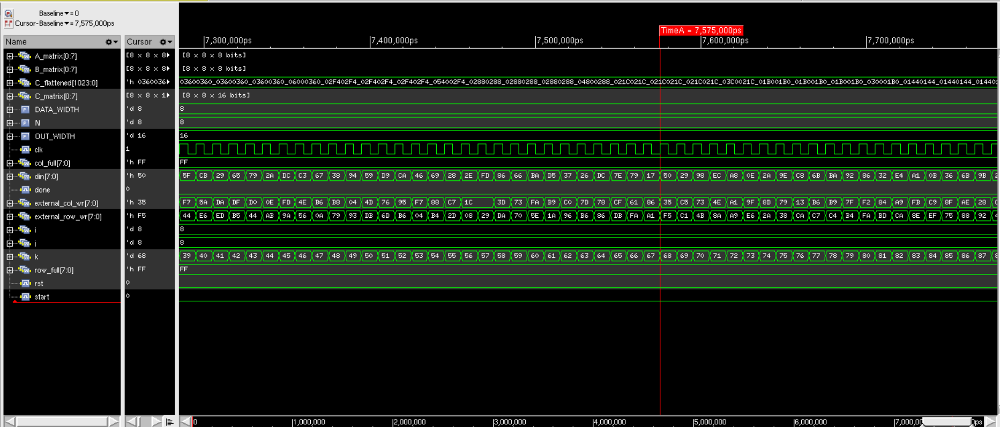 Baseline▼= 0
Cursor-Baseline▼= 7,575,000ps
TimeA = 7,575,000ps
Name Cursor 7,300,000ps 7,400,000ps 7,500,000ps 7,600,000ps 7,700,000ps
A_matrix[0:7] [8 x 8 x 8 [8 x 8 x 8 bits]
B_matrix[0:7] [8 x 8 x 8 [8 x 8 x 8 bits]
C_flattened[1023:0] 'h 0360036 03600360_03600360_03600360_06000360_02F402F4_02F402F4_02F402F4_054002F4_02880288_02880288_02880288_04800288_021C021C_021C021C_021C021C_03C0021C_01B001B0_01B001B0_01B001B0_030001B0_01440144_01440144_01440
C_matrix[0:7] [8 x 8 x 1 [8 x 8 x 16 bits]
DATA_WIDTH 'd 8 8
N 'd 8 8
OUT_WIDTH 'd 16 16
clk 1
col_full[7:0] 'h FF FF
din[7:0] 'h 50 5F CB 29 65 79 2A DC C3 67 38 94 59 D9 CA 46 69 28 2E FD 86 66 BA D5 37 26 DC 7E 79 17 50 29 98 EC A8 0E 2A 9E C8 6B BA 92 86 32 E4 A1 0B 36 6B 9B
done 0
external_col_wr[7:0] 'h 35 F7 5A DA DF D0 0E FD 4E B6 B8 04 4D 76 95 F7 88 C7 1C 3D 73 FA B9 C0 7D 78 CF 61 86 35 C5 73 4E A1 9F 8D 79 13 B6 B9 7F F2 84 A9 FB C9 8F AE 28
external_row_wr[7:0] 'h F5 44 E6 ED B5 44 AB 9A 56 0A 79 93 DB 6D B6 04 B4 2D 08 29 DA 70 5E 1A 96 B6 86 DB FA A1 F5 C1 4B 8A A9 E6 2A 38 CA C7 C4 B4 FA BD CA 8E EF 75 88 92
i 'd 8 8
j 'd 8 8
k 'd 68 39 40 41 42 43 44 45 46 47 48 49 50 51 52 53 54 55 56 57 58 59 60 61 62 63 64 65 66 67 68 69 70 71 72 73 74 75 76 77 78 79 80 81 82 83 84 85 86 87
row_full[7:0] 'h FF FF
rst 0
start 0
0 1,000,000 2,000,000 3,000,000 4,000,000 5,000,000 6,000,000 7,000,00 ps